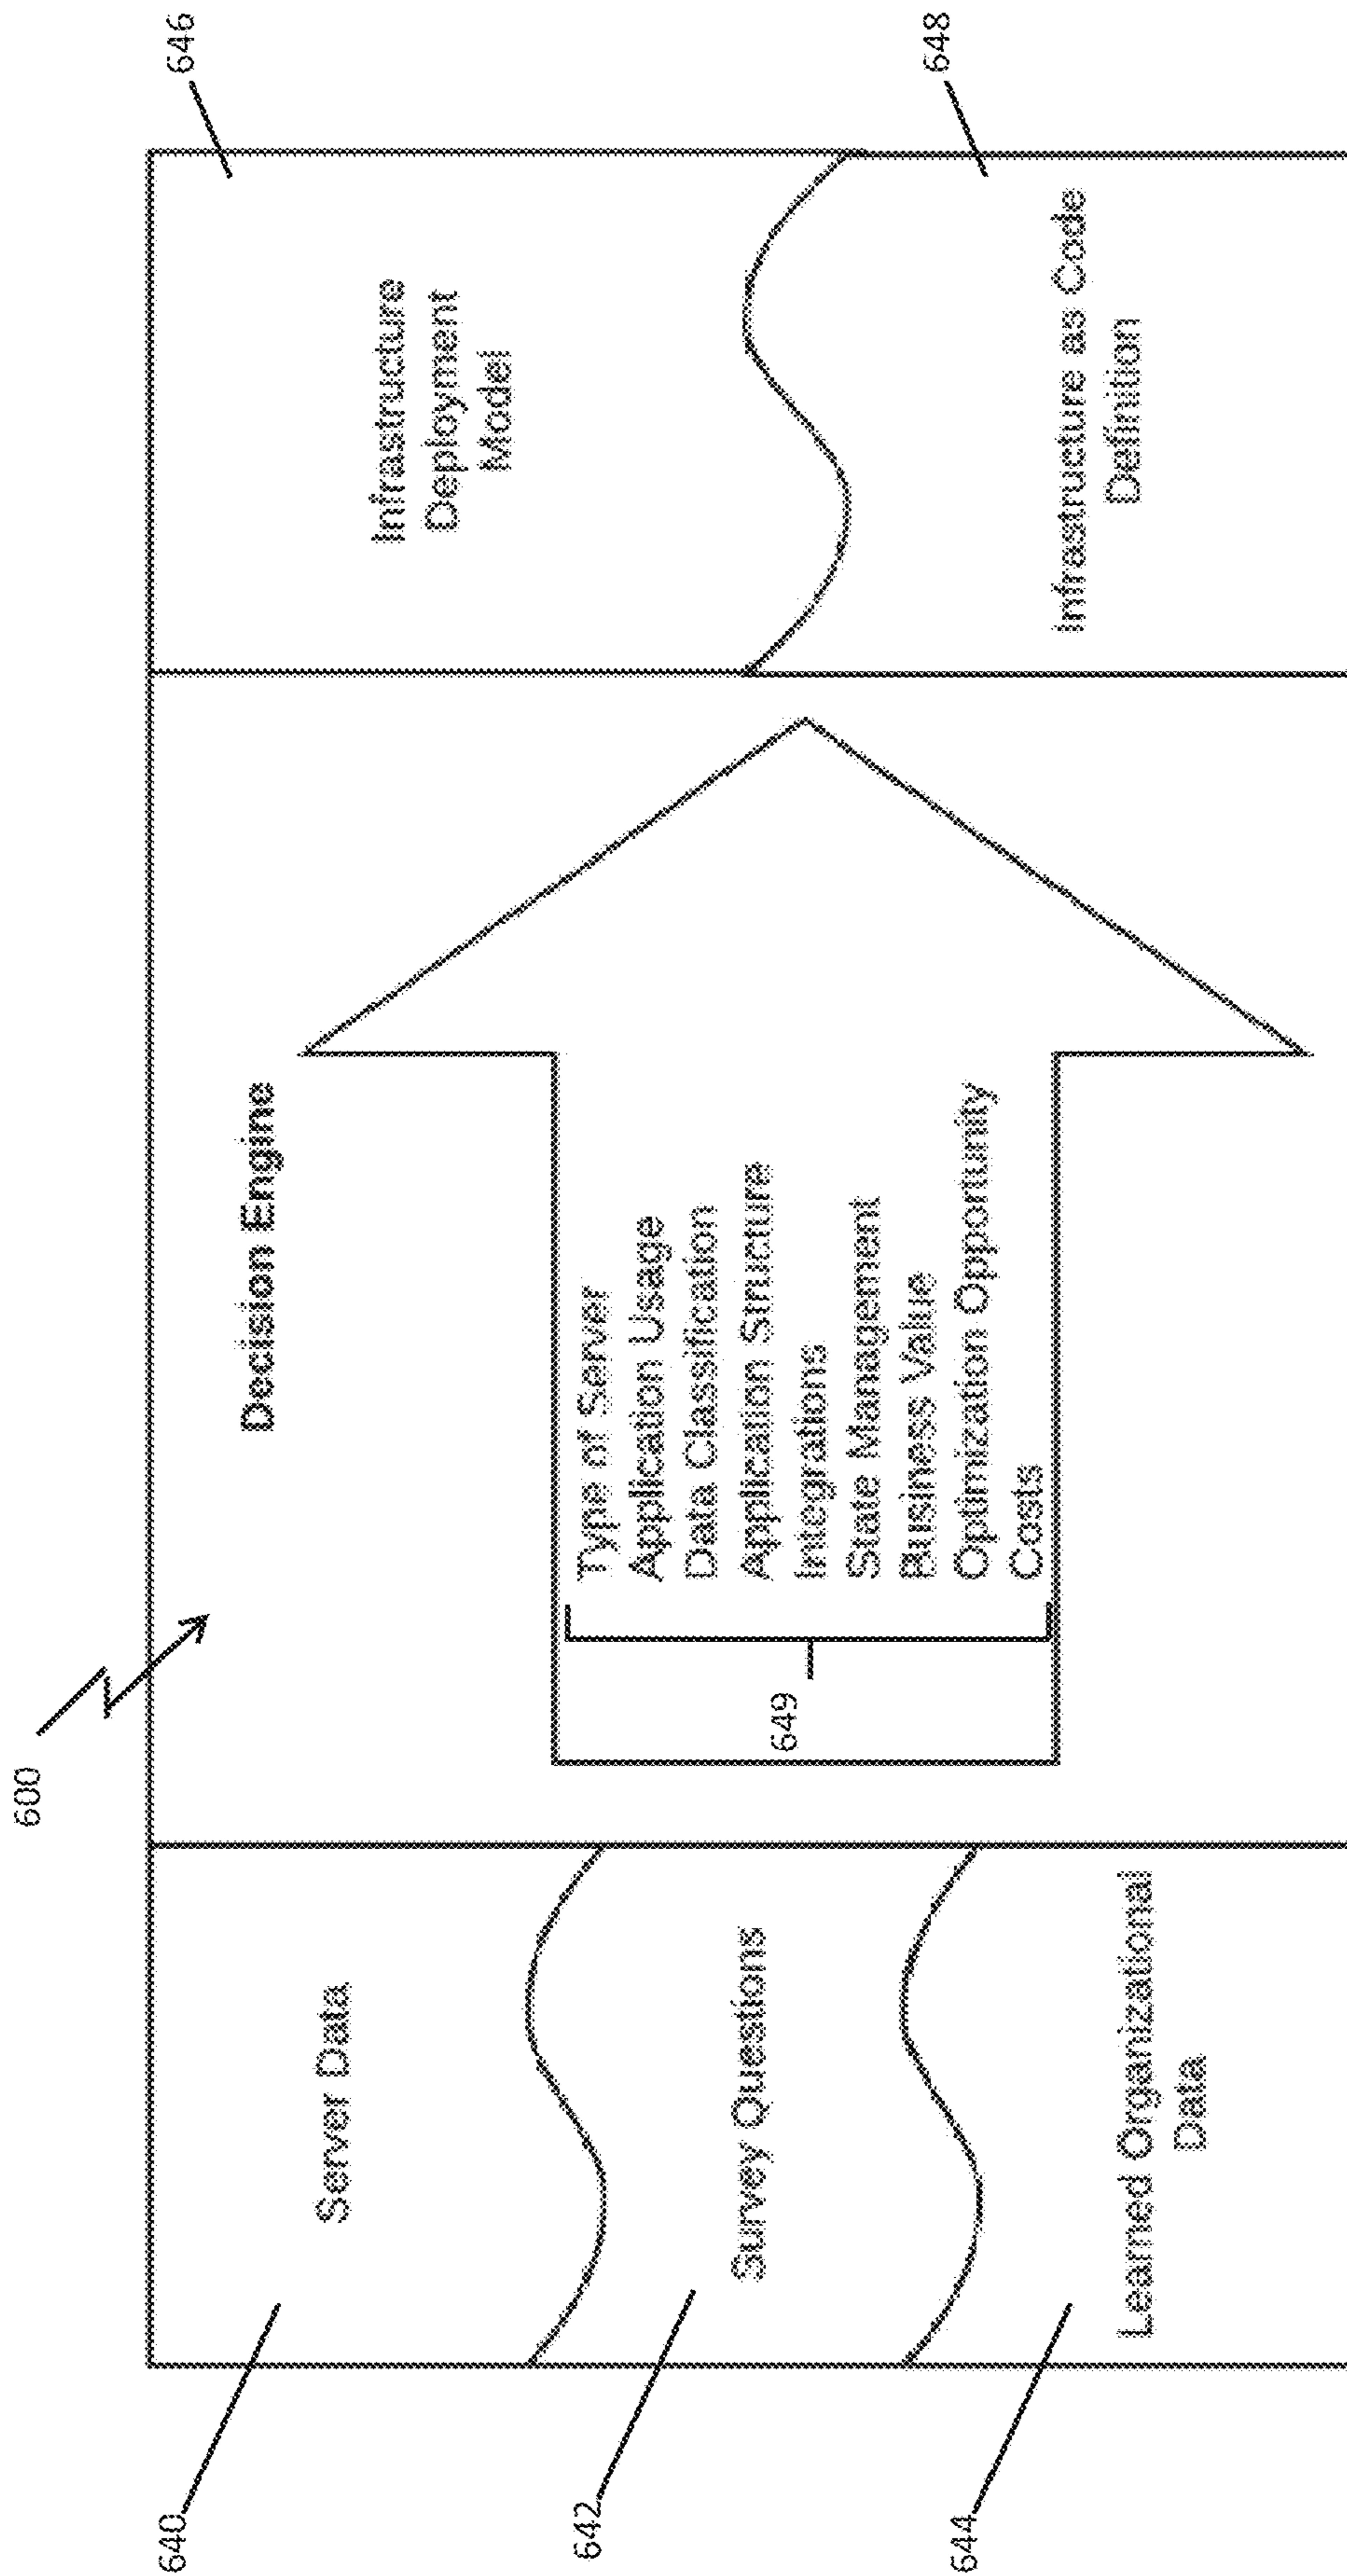 600
Decision Engine
640
Server Data
642
Survey Questions
644
Learned Organizational
Data
649
Type of Server
Application Usage
Data Classification
Application Structure
Integrations
State Management
Business Value
Optimization Opportunity
Costs
646
Infrastructure
Deployment
Model
648
Infrastructure as Code
Definition